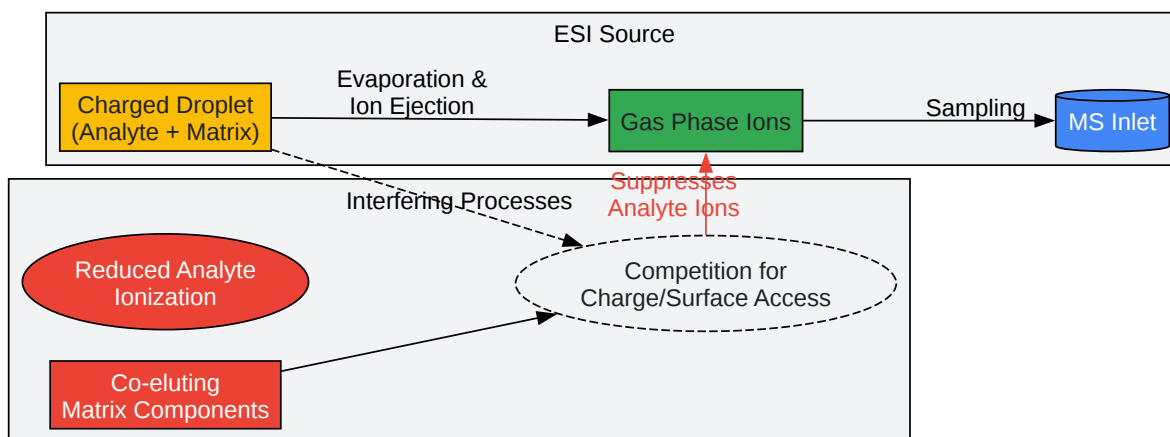 ESI Source
Charged Droplet
(Analyte + Matrix)
Evaporation &
Ion Ejection
Gas Phase Ions
Sampling
MS Inlet
Interfering Processes
Suppresses
Analyte Ions
Reduced Analyte
Ionization
Competition for
Charge/Surface Access
Co-eluting
Matrix Components